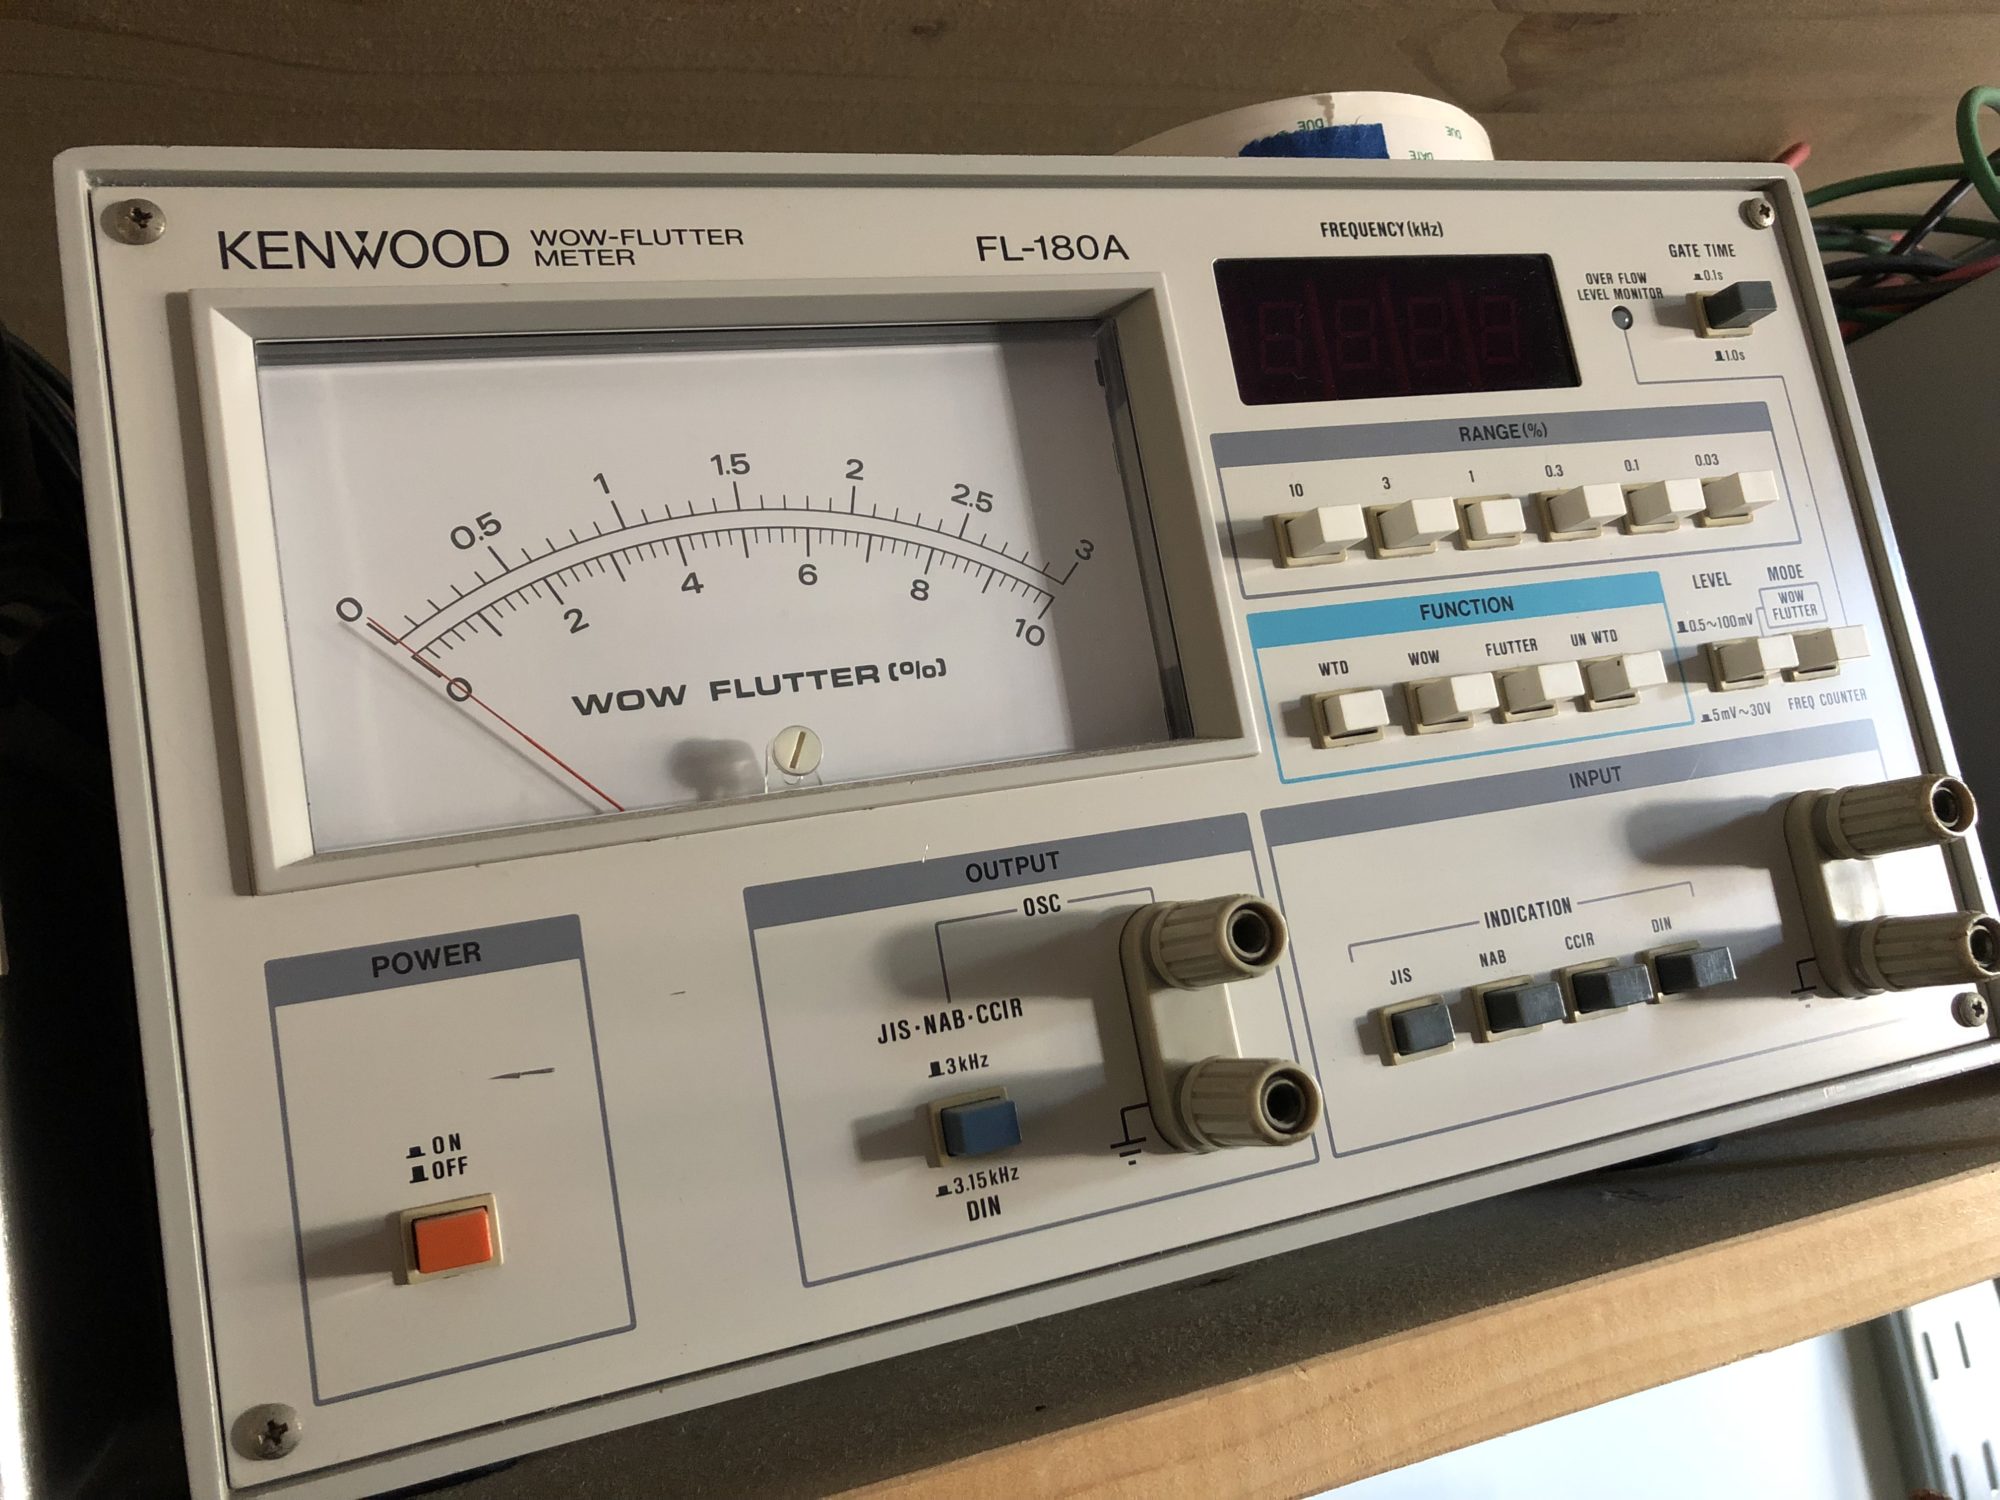 DUE
DUE
DATE
KENWOOD WOW-FLUTTER
METER
FL-180A
FREQUENCY (kHz)
GATE TIME
0.1s
1.0s
OVER FLOW
LEVEL MONITOR
0 0.5 1 1.5 2 2.5 3
0 2 4 6 8 10
WOW FLUTTER (%)
RANGE (%)
10 3 1 0.3 0.1 0.03
FUNCTION
WTD WOW FLUTTER UN WTD
LEVEL
0.5~100mV
5mV~30V
MODE
WOW
FLUTTER
FREQ COUNTER
POWER
ON
OFF
OUTPUT
OSC
JIS·NAB·CCIR
3kHz
3.15kHz
DIN
INPUT
INDICATION
JIS NAB CCIR DIN